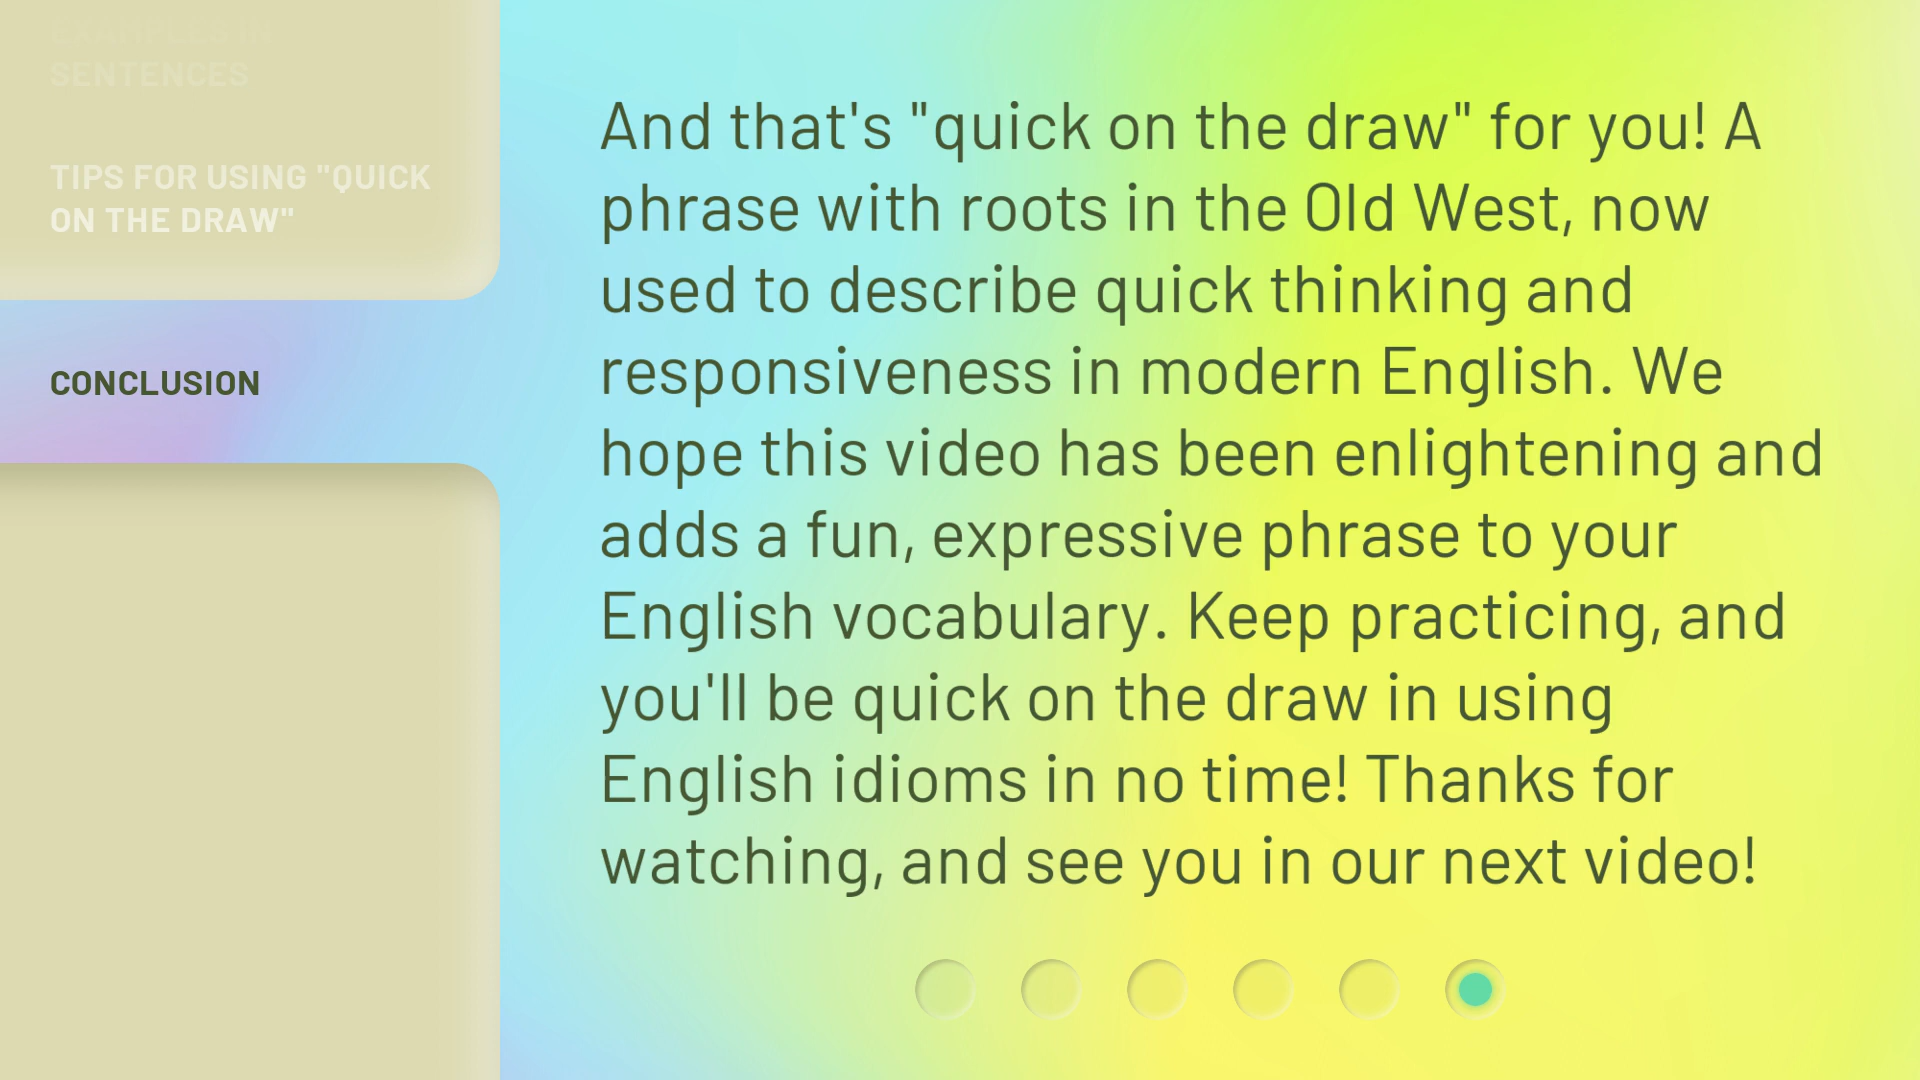 EXAMPLES IN
SENTENCES
TIPS FOR USING "QUICK
ON THE DRAW"
CONCLUSION
And that's "quick on the draw" for you! A
phrase with roots in the Old West, now
used to describe quick thinking and
responsiveness in modern English. We
hope this video has been enlightening and
adds a fun, expressive phrase to your
English vocabulary. Keep practicing, and
you'll be quick on the draw in using
English idioms in no time! Thanks for
watching, and see you in our next video!